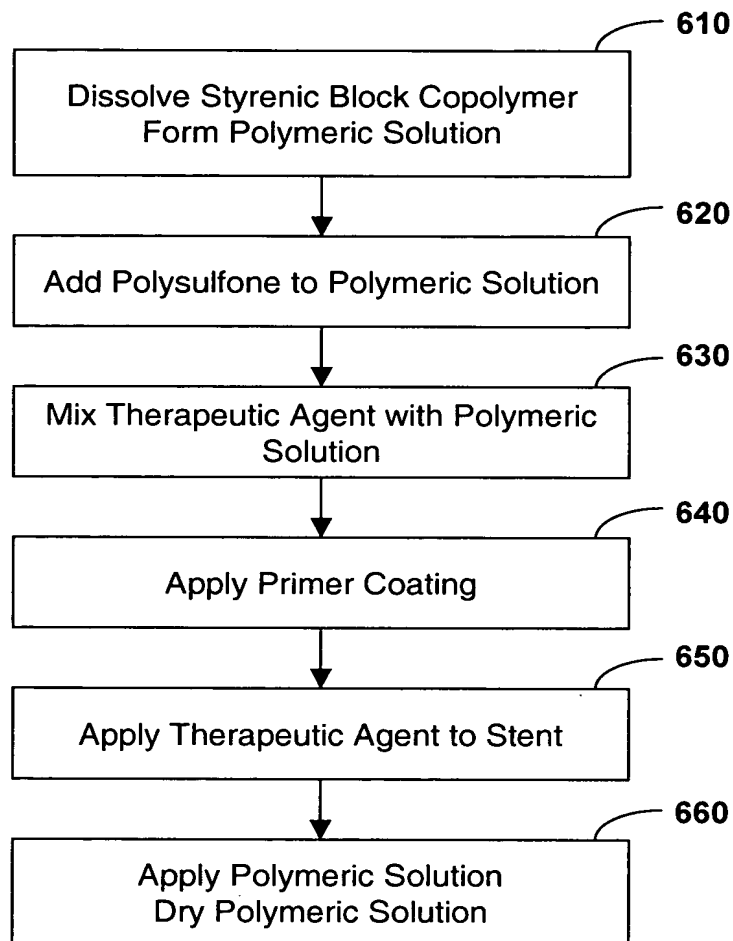 610
Dissolve Styrenic Block Copolymer
Form Polymeric Solution
620
Add Polysulfone to Polymeric Solution
630
Mix Therapeutic Agent with Polymeric
Solution
640
Apply Primer Coating
650
Apply Therapeutic Agent to Stent
660
Apply Polymeric Solution
Dry Polymeric Solution